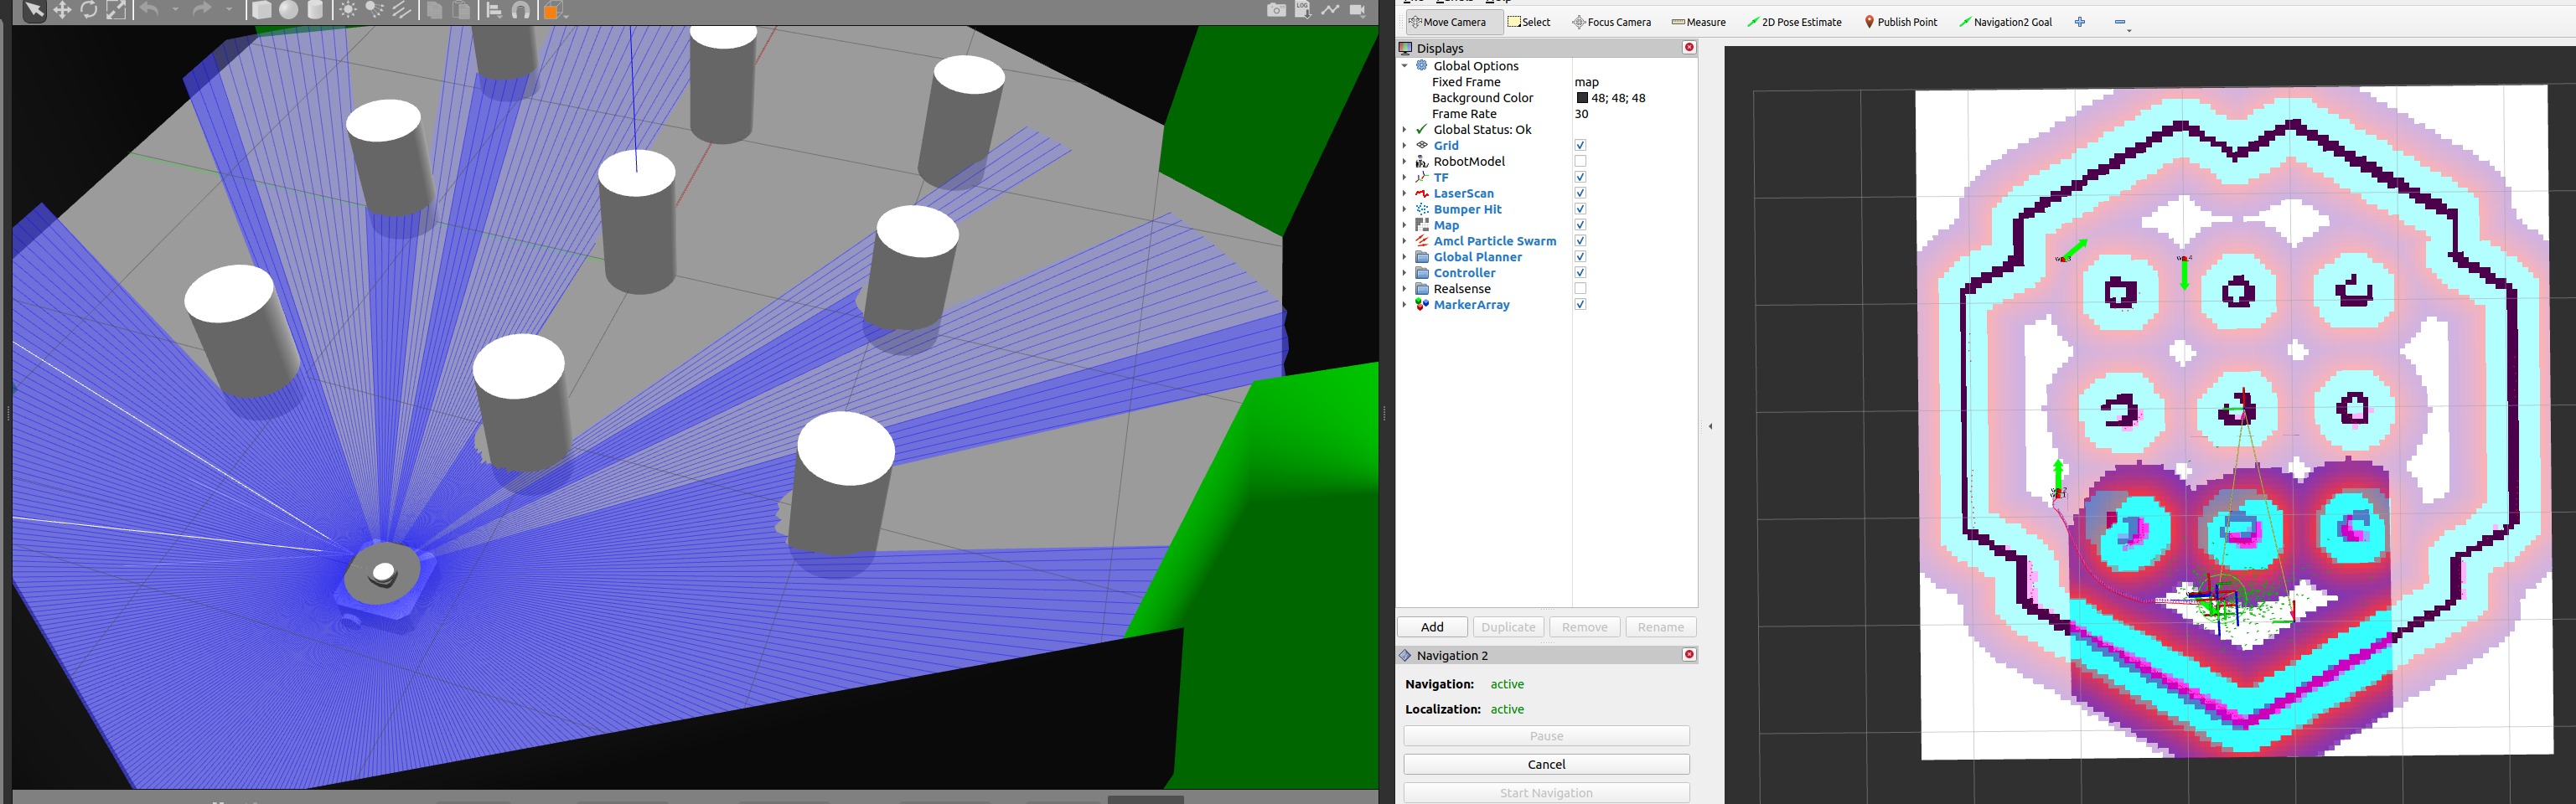 Move Camera Select Focus Camera Measure 2D Pose Estimate Publish Point Navigation2 Goal
Displays
Global Options
Fixed Frame map
Background Color 48; 48; 48
Frame Rate 30
Global Status: Ok
Grid
RobotModel
TF
LaserScan
Bumper Hit
Map
Amcl Particle Swarm
Global Planner
Controller
Realsense
MarkerArray
Add Duplicate Remove Rename
Navigation 2
Navigation: active
Localization: active
Pause
Cancel
Start Navigation